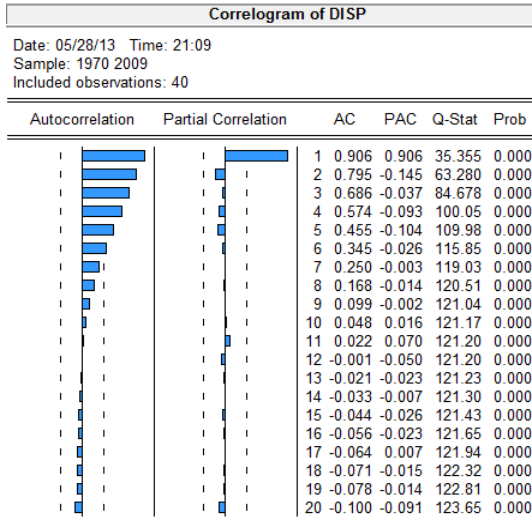 Correlogram of DISP
Date: 05/28/13 Time: 21:09
Sample: 1970 2009
Included observations: 40
Autocorrelation Partial Correlation AC PAC Q-Stat Prob
1 0.906 0.906 35.355 0.000
2 0.795 -0.145 63.280 0.000
3 0.686 -0.037 84.678 0.000
4 0.574 -0.093 100.05 0.000
5 0.455 -0.104 109.98 0.000
6 0.345 -0.026 115.85 0.000
7 0.250 -0.003 119.03 0.000
8 0.168 -0.014 120.51 0.000
9 0.099 -0.002 121.04 0.000
10 0.048 0.016 121.17 0.000
11 0.022 0.070 121.20 0.000
12 -0.001 -0.050 121.20 0.000
13 -0.021 -0.023 121.23 0.000
14 -0.033 -0.007 121.30 0.000
15 -0.044 -0.026 121.43 0.000
16 -0.056 -0.023 121.65 0.000
17 -0.064 0.007 121.94 0.000
18 -0.071 -0.015 122.32 0.000
19 -0.078 -0.014 122.81 0.000
20 -0.100 -0.091 123.65 0.000